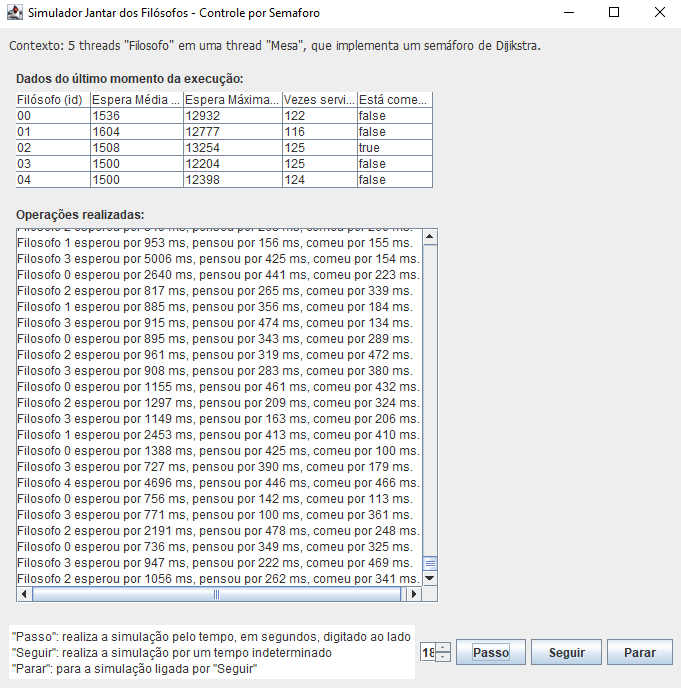 Simulador Jantar dos Filósofos - Controle por Semaforo
Contexto: 5 threads "Filosofo" em uma thread "Mesa", que implementa um semáforo de Dijikstra.
Dados do último momento da execução:
Filósofo (id) Espera Média ... Espera Máxima... Vezes servi... Está come...
00 1536 12932 122 false
01 1604 12777 116 false
02 1508 13254 125 true
03 1500 12204 125 false
04 1500 12398 124 false
Operações realizadas:
Filosofo 1 esperou por 953 ms, pensou por 156 ms, comeu por 155 ms.
Filosofo 3 esperou por 5006 ms, pensou por 425 ms, comeu por 154 ms.
Filosofo 0 esperou por 2640 ms, pensou por 441 ms, comeu por 223 ms.
Filosofo 2 esperou por 817 ms, pensou por 265 ms, comeu por 339 ms.
Filosofo 1 esperou por 885 ms, pensou por 356 ms, comeu por 184 ms.
Filosofo 3 esperou por 915 ms, pensou por 474 ms, comeu por 134 ms.
Filosofo 0 esperou por 895 ms, pensou por 343 ms, comeu por 289 ms.
Filosofo 2 esperou por 961 ms, pensou por 319 ms, comeu por 472 ms.
Filosofo 3 esperou por 908 ms, pensou por 283 ms, comeu por 380 ms.
Filosofo 0 esperou por 1155 ms, pensou por 461 ms, comeu por 432 ms.
Filosofo 2 esperou por 1297 ms, pensou por 209 ms, comeu por 324 ms.
Filosofo 3 esperou por 1149 ms, pensou por 163 ms, comeu por 206 ms.
Filosofo 1 esperou por 2453 ms, pensou por 413 ms, comeu por 410 ms.
Filosofo 0 esperou por 1388 ms, pensou por 425 ms, comeu por 100 ms.
Filosofo 3 esperou por 727 ms, pensou por 390 ms, comeu por 179 ms.
Filosofo 4 esperou por 4696 ms, pensou por 446 ms, comeu por 466 ms.
Filosofo 0 esperou por 756 ms, pensou por 142 ms, comeu por 113 ms.
Filosofo 3 esperou por 771 ms, pensou por 100 ms, comeu por 361 ms.
Filosofo 2 esperou por 2191 ms, pensou por 478 ms, comeu por 248 ms.
Filosofo 0 esperou por 736 ms, pensou por 349 ms, comeu por 325 ms.
Filosofo 3 esperou por 947 ms, pensou por 222 ms, comeu por 469 ms.
Filosofo 2 esperou por 1056 ms, pensou por 262 ms, comeu por 341 ms.
"Passo": realiza a simulação pelo tempo, em segundos, digitado ao lado
"Seguir": realiza a simulação por um tempo indeterminado
"Parar": para a simulação ligada por "Seguir"
Passo Seguir Parar